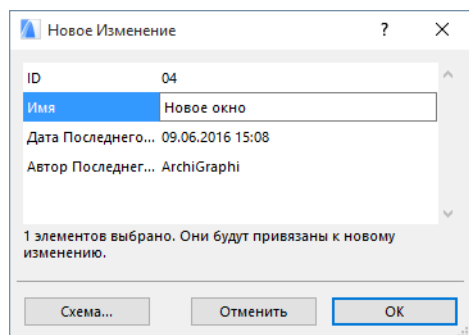 Новое Изменение
?
ID 04
Имя Новое окно
Дата Последнего... 09.06.2016 15:08
Автор Последнег... ArchiGraphi
1 элементов выбрано. Они будут привязаны к новому
изменению.
Схема... Отменить ОК